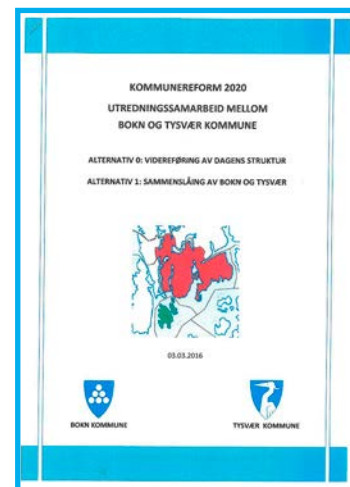 KOMMUNEREFORM 2020
UTREDNINGSSAMARBEID MELLOM
BOKN OG TYSVÆR KOMMUNE
ALTERNATIV 0: VIDEREFØRING AV DAGENS STRUKTUR
ALTERNATIV 1: SAMMENSLÅING AV BOKN OG TYSVÆR
03.03.2016
BOKN KOMMUNE
TYSVÆR KOMMUNE